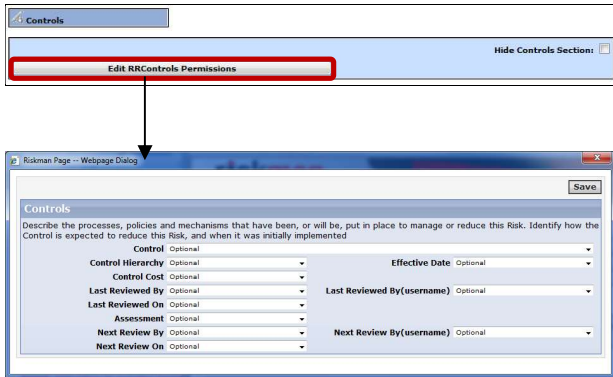 Controls
Hide Controls Section:
Edit RRControls Permissions
Riskman Page -- Webpage Dialog
Save
Controls
Describe the processes, policies and mechanisms that have been, or will be, put in place to manage or reduce this Risk. Identify how the
Control is expected to reduce this Risk, and when it was initially implemented
Control Optional
Control Hierarchy Optional Effective Date Optional
Control Cost Optional
Last Reviewed By Optional Last Reviewed By(username) Optional
Last Reviewed On Optional
Assessment Optional
Next Review By Optional Next Review By(username) Optional
Next Review On Optional